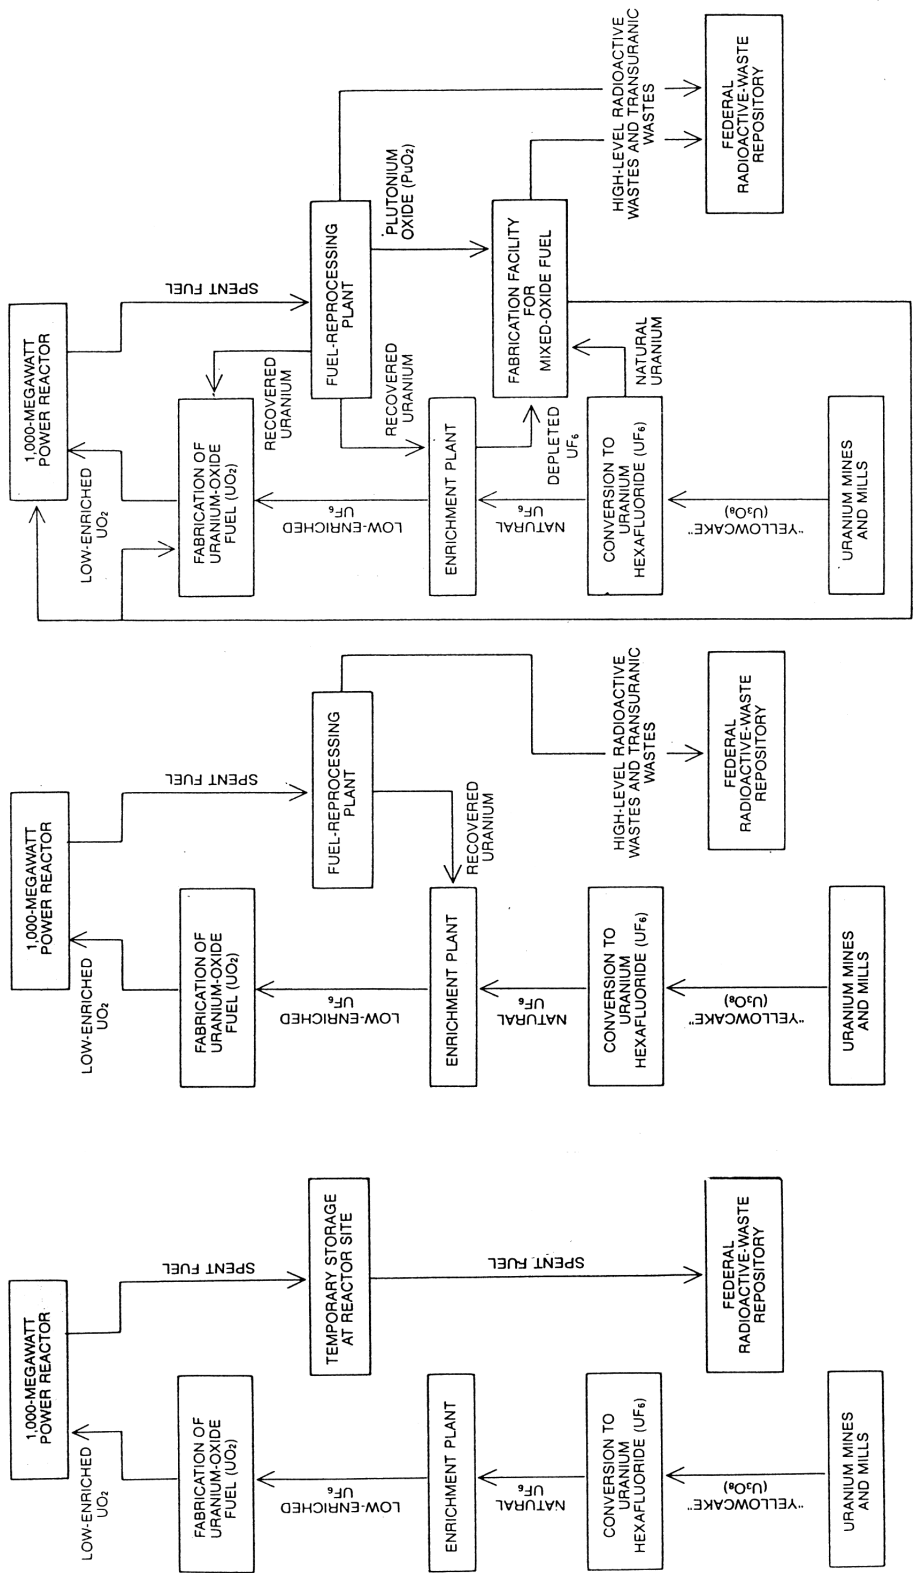 URANIUM MINES
AND MILLS
"YELLOWCAKE"
(U₃O₈)
CONVERSION TO
URANIUM
HEXAFLUORIDE (UF₆)
NATURAL
UF₆
ENRICHMENT PLANT
LOW-ENRICHED
UF₆
FABRICATION OF
URANIUM-OXIDE
FUEL (UO₂)
LOW-ENRICHED
UO₂
1,000-MEGAWATT
POWER REACTOR
SPENT FUEL
TEMPORARY STORAGE
AT REACTOR SITE
SPENT FUEL
FEDERAL
RADIOACTIVE-WASTE
REPOSITORY
URANIUM MINES
AND MILLS
"YELLOWCAKE"
(U₃O₈)
CONVERSION TO
URANIUM
HEXAFLUORIDE (UF₆)
NATURAL
UF₆
ENRICHMENT PLANT
LOW-ENRICHED
UF₆
FABRICATION OF
URANIUM-OXIDE
FUEL (UO₂)
LOW-ENRICHED
UO₂
1,000-MEGAWATT
POWER REACTOR
SPENT FUEL
FUEL-REPROCESSING
PLANT
RECOVERED
URANIUM
HIGH-LEVEL RADIOACTIVE
WASTES AND TRANSURANIC
WASTES
FEDERAL
RADIOACTIVE-WASTE
REPOSITORY
URANIUM MINES
AND MILLS
"YELLOWCAKE"
(U₃O₈)
CONVERSION TO
URANIUM
HEXAFLUORIDE (UF₆)
NATURAL
UF₆
ENRICHMENT PLANT
LOW-ENRICHED
UF₆
FABRICATION OF
URANIUM-OXIDE
FUEL (UO₂)
LOW-ENRICHED
UO₂
1,000-MEGAWATT
POWER REACTOR
SPENT FUEL
FUEL-REPROCESSING
PLANT
RECOVERED
URANIUM
RECOVERED
URANIUM
PLUTONIUM
OXIDE (PuO₂)
DEPLETED
UF₆
NATURAL
URANIUM
FABRICATION FACILITY
FOR
MIXED-OXIDE FUEL
HIGH-LEVEL RADIOACTIVE
WASTES AND TRANSURANIC
WASTES
FEDERAL
RADIOACTIVE-WASTE
REPOSITORY